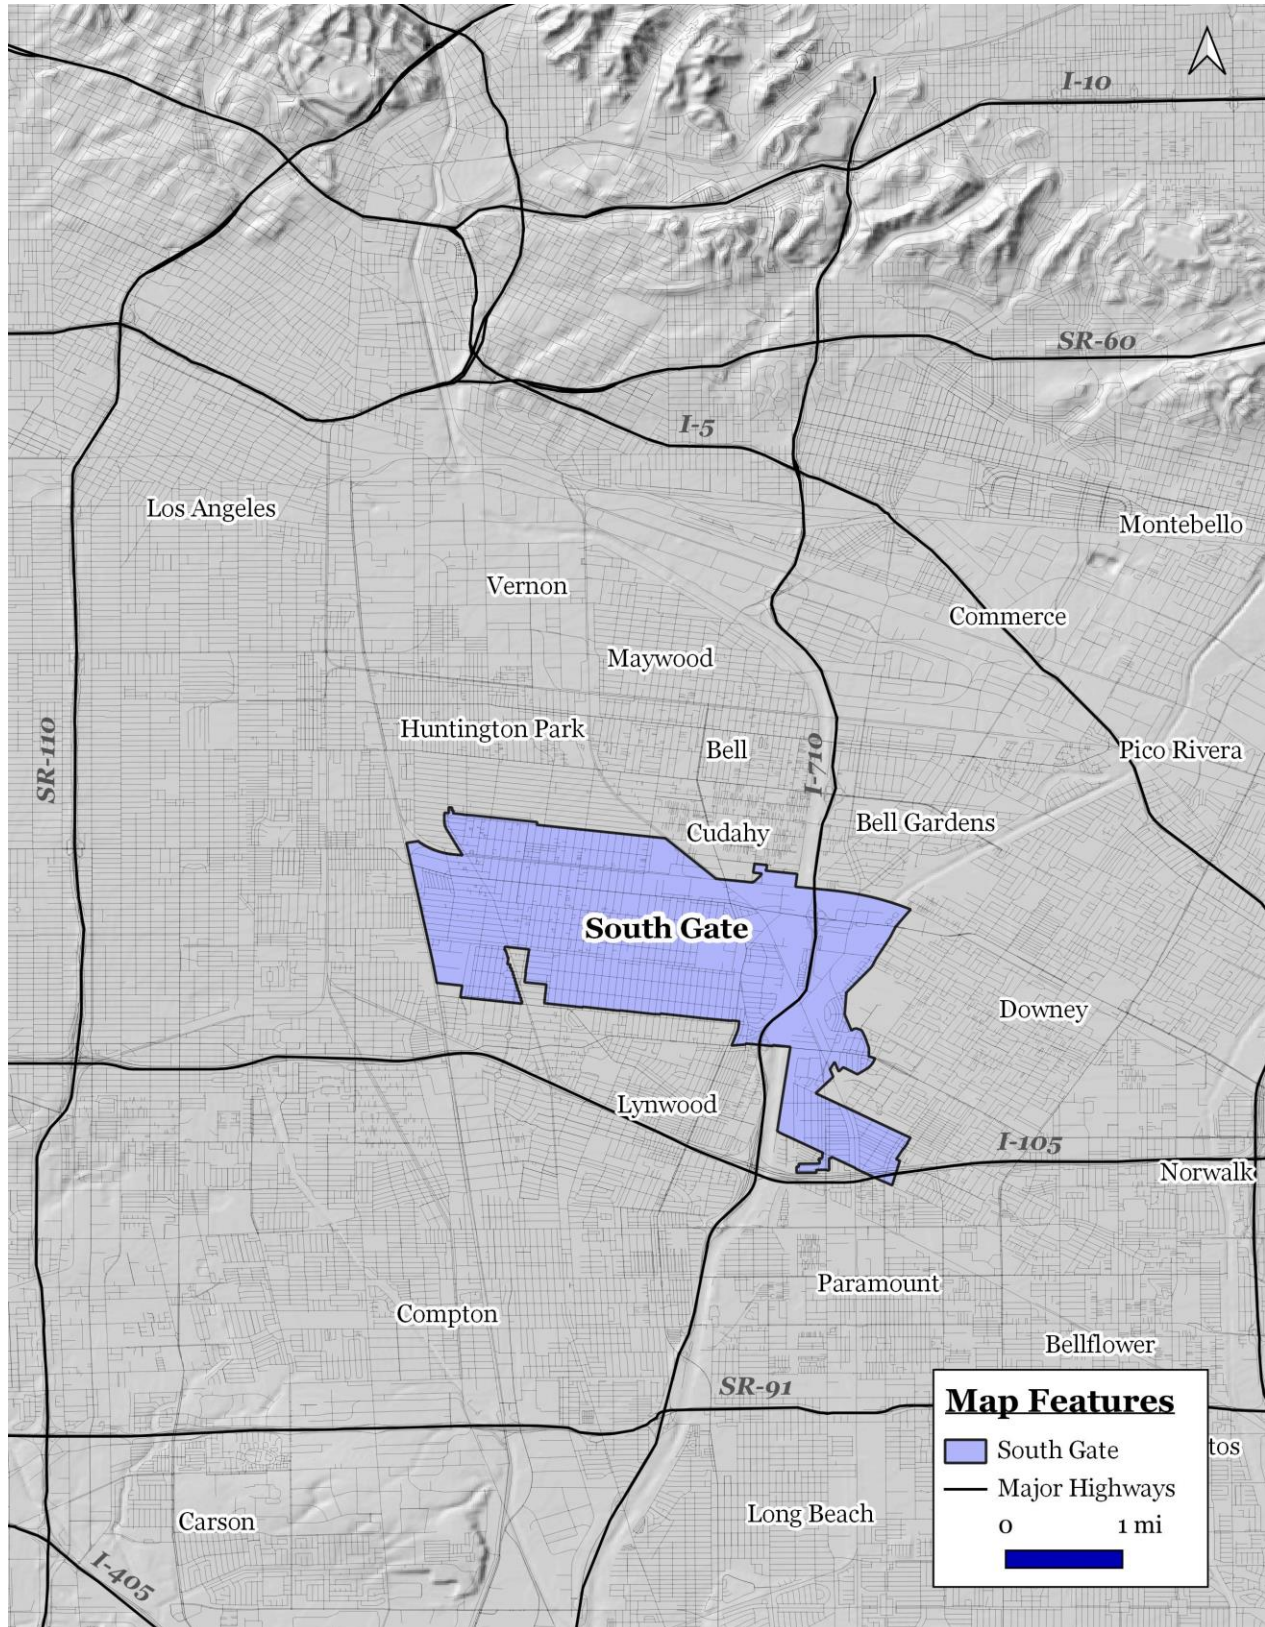 I-10
SR-60
I-5
Los Angeles
Montebello
Vernon
Commerce
Maywood
SR-110
Huntington Park
Bell
I-710
Pico Rivera
Cudahy
Bell Gardens
South Gate
Downey
Lynwood
I-105
Norwalk
Paramount
Compton
Bellflower
SR-91
Map Features
South Gate
tos
Major Highways
0 1 mi
Long Beach
Carson
I-405